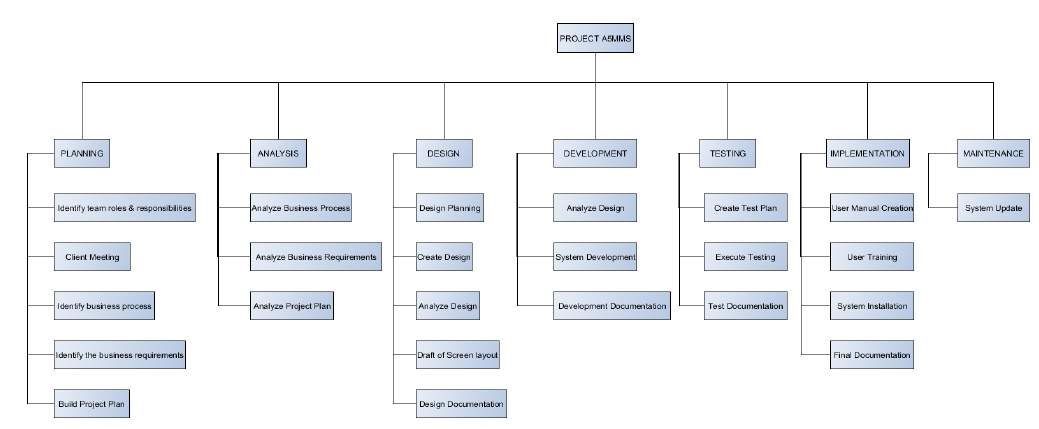 PROJECT A5MMS
PLANNING
Identify team roles & responsibilities
Client Meeting
Identify business process
Identify the business requirements
Build Project Plan
ANALYSIS
Analyze Business Process
Analyze Business Requirements
Analyze Project Plan
DESIGN
Design Planning
Create Design
Analyze Design
Draft of Screen layout
Design Documentation
DEVELOPMENT
Analyze Design
System Development
Development Documentation
TESTING
Create Test Plan
Execute Testing
Test Documentation
IMPLEMENTATION
User Manual Creation
User Training
System Installation
Final Documentation
MAINTENANCE
System Update